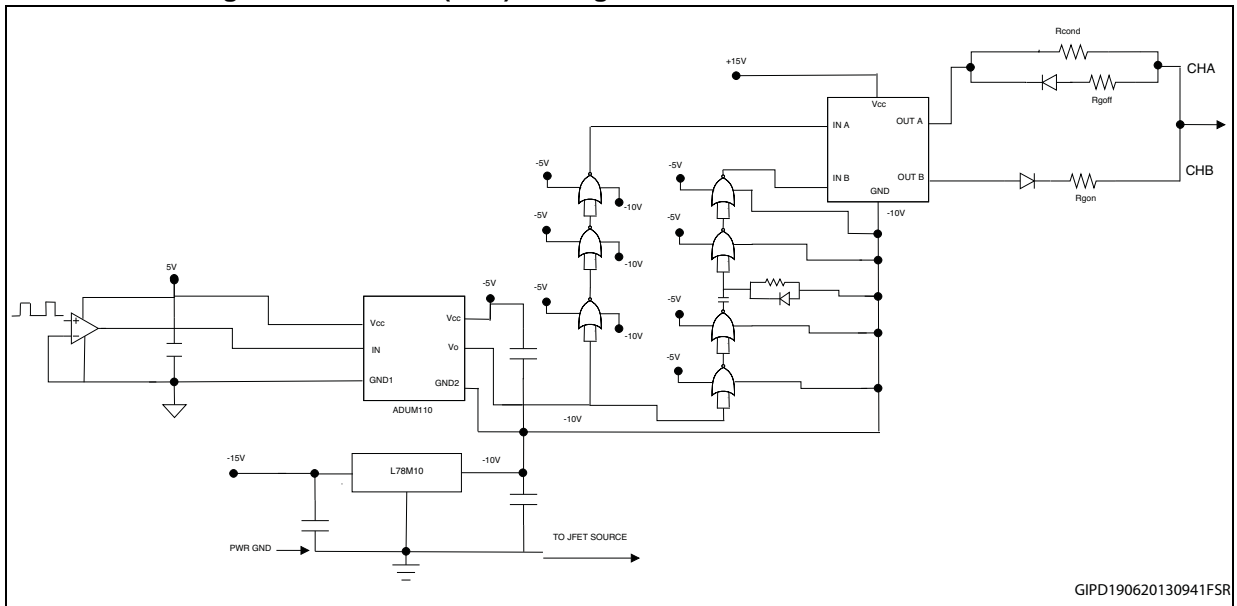 Rcond
CHA
+15V
Rgoff
Vcc
IN A
OUT A
-5V
-5V
IN B
OUT B
CHB
GND
-10V
-10V
Rgon
-5V
-5V
-10V
5V
-5V
-5V
-5V
Vcc
Vcc
-10V
IN
Vo
-5V
GND1
GND2
ADUM110
-10V
-15V
L78M10
-10V
PWR GND
TO JFET SOURCE
GIPD190620130941FSR